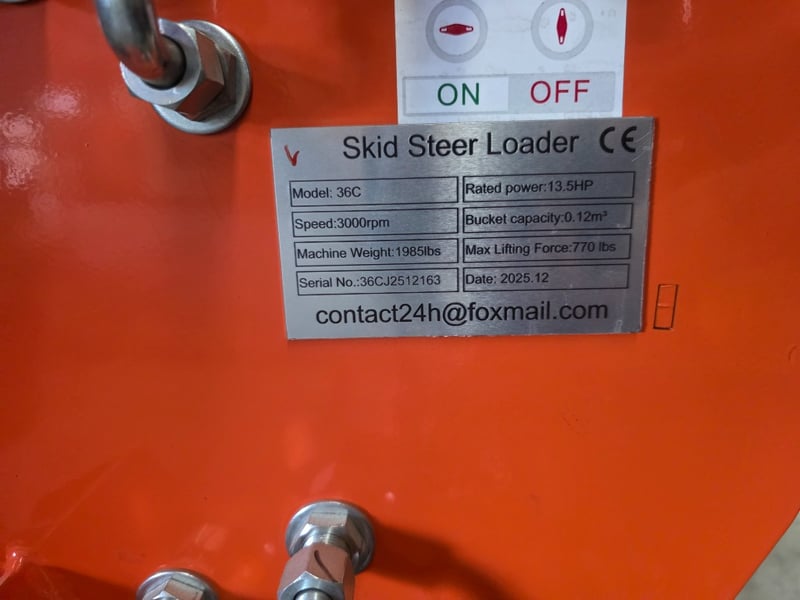 ON OFF
Skid Steer Loader CE
Model: 36C Rated power:13.5HP
Speed:3000rpm Bucket capacity:0.12m³
Machine Weight:1985lbs Max Lifting Force:770 lbs
Serial No.:36CJ2512163 Date: 2025.12
contact24h@foxmail.com